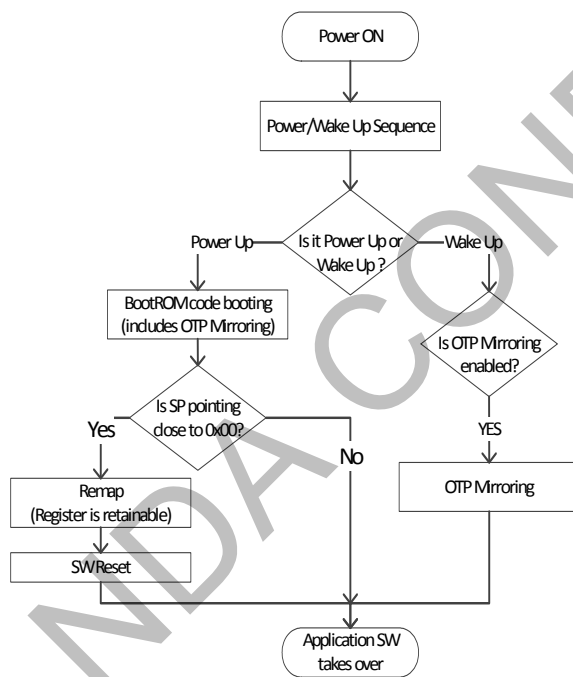 Power ON
Power/Wake Up Sequence
Is it Power Up or
Wake Up ?
Power Up
Wake Up
BootROM code booting
(includes OTP Mirroring)
Is OTP Mirroring
enabled?
Is SP pointing
close to 0x00?
Yes
No
YES
Remap
(Register is retainable)
OTP Mirroring
SW Reset
Application SW
takes over
NDA CON